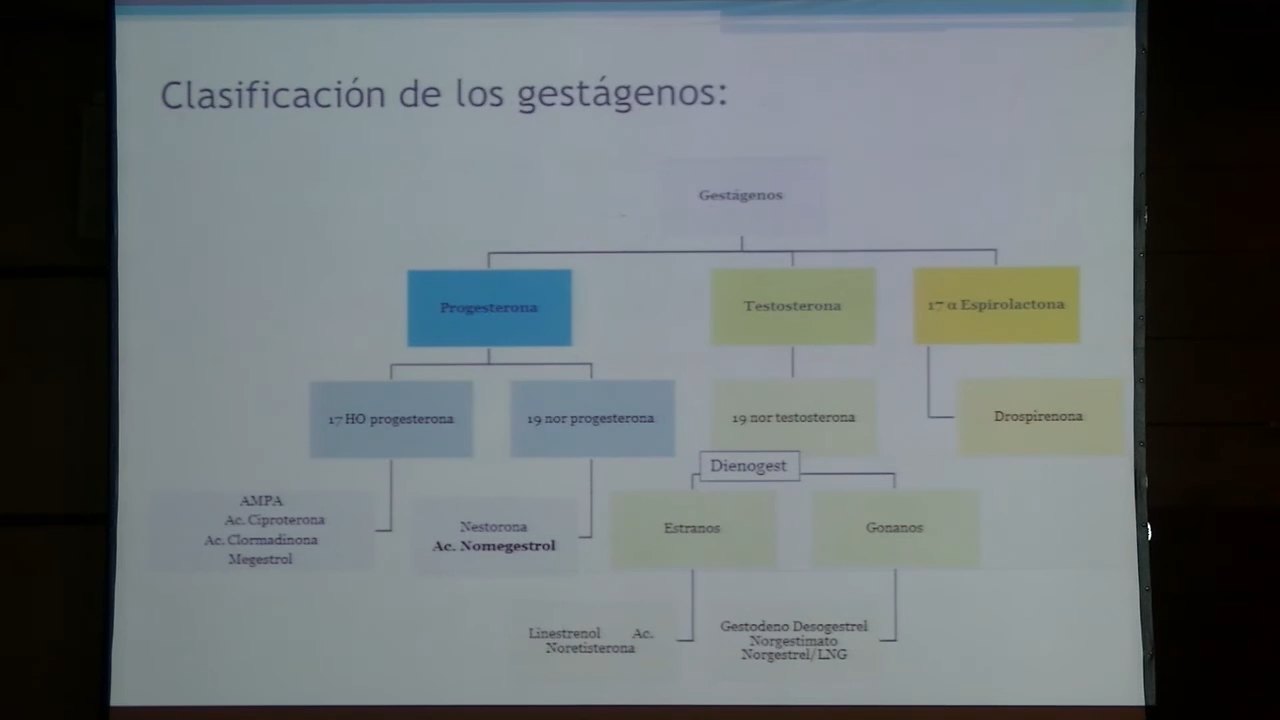 Clasificación de los gestágenos:
Gestágenos
Progesterona
Testosterona
17 α Espirolactona
17 HO progesterona
19 nor progesterona
19 nor testosterona
Drospirenona
Dienogest
AMPA
Ac. Ciproterona
Ac. Clormadinona
Megestrol
Nestorona
Ac. Nomegestrol
Estranos
Gonanos
Linestrenol Ac.
Noretisterona
Gestodeno Desogestrel
Norgestimato
Norgestrel/LNG